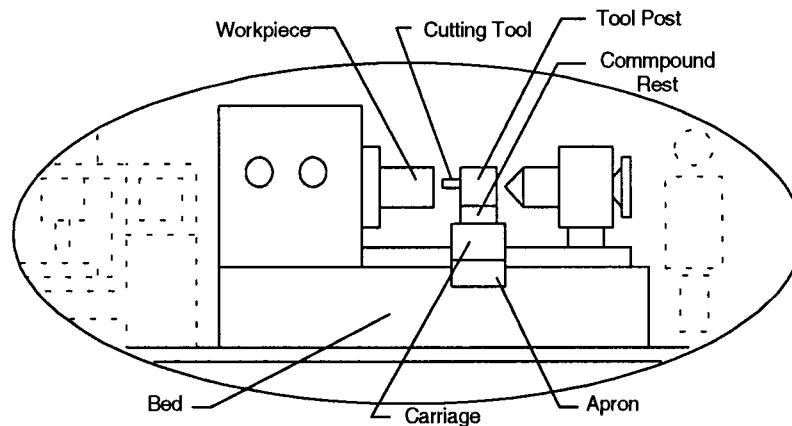 Tool Post
Workpiece
Cutting Tool
Commpound
Rest
Bed
Carriage
Apron